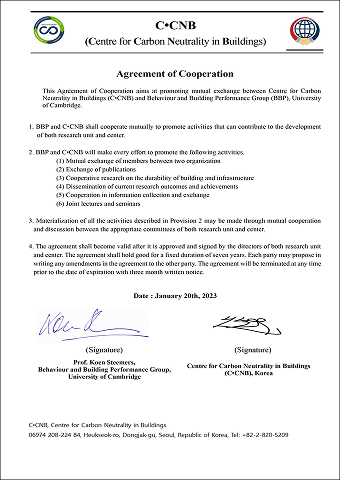 C•CNB
(Centre for Carbon Neutrality in Buildings)
Agreement of Cooperation
This Agreement of Cooperation aims at promoting mutual exchange between Centre for Carbon
Neutrality in Buildings (C•CNB) and Behaviour and Building Performance Group (BBP), University
of Cambridge.
1. BBP and C•CNB shall cooperate mutually to promote activities that can contribute to the development
of both research unit and center.
2. BBP and C•CNB will make every effort to promote the following activities.
(1) Mutual exchange of members between two organization
(2) Exchange of publications
(3) Cooperative research on the durability of building and infrastructure
(4) Dissemination of current research outcomes and achievements
(5) Cooperation in information collection and exchange
(6) Joint lectures and seminars
3. Materialization of all the activities described in Provision 2 may be made through mutual cooperation
and discussion between the appropriate committees of both research unit and center.
4. The agreement shall become valid after it is approved and signed by the directors of both research unit
and center. The agreement shall hold good for a fixed duration of seven years. Each party may propose in
writing any amendments in the agreement to the other party. The agreement will be terminated at any time
prior to the date of expiration with three month written notice.
Date : January 20th, 2023
(Signature)
(Signature)
Prof. Koen Steemers,
Behaviour and Building Performance Group,
University of Cambridge
Centre for Carbon Neutrality in Buildings
(C•CNB), Korea
C•CNB, Centre for Carbon Neutrality in Buildings
06974 208-224 84, Heukseok-ro, Dongjak-gu, Seoul, Republic of Korea, Tel: +82-2-820-5209